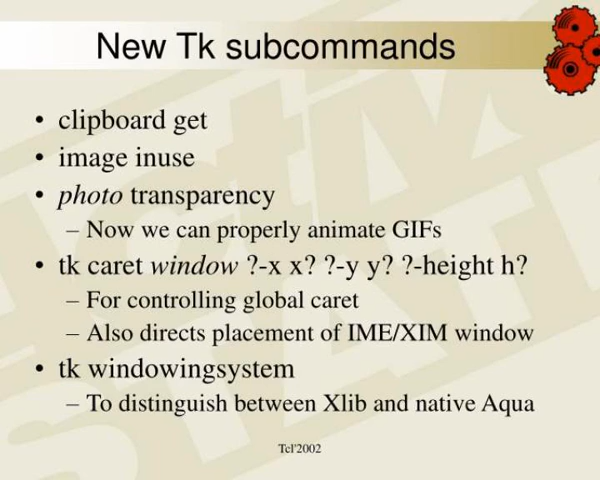 New Tk subcommands
• clipboard get
• image inuse
• photo transparency
– Now we can properly animate GIFs
• tk caret window ?-x x? ?-y y? ?-height h?
– For controlling global caret
– Also directs placement of IME/XIM window
• tk windowingsystem
– To distinguish between Xlib and native Aqua
Tcl'2002